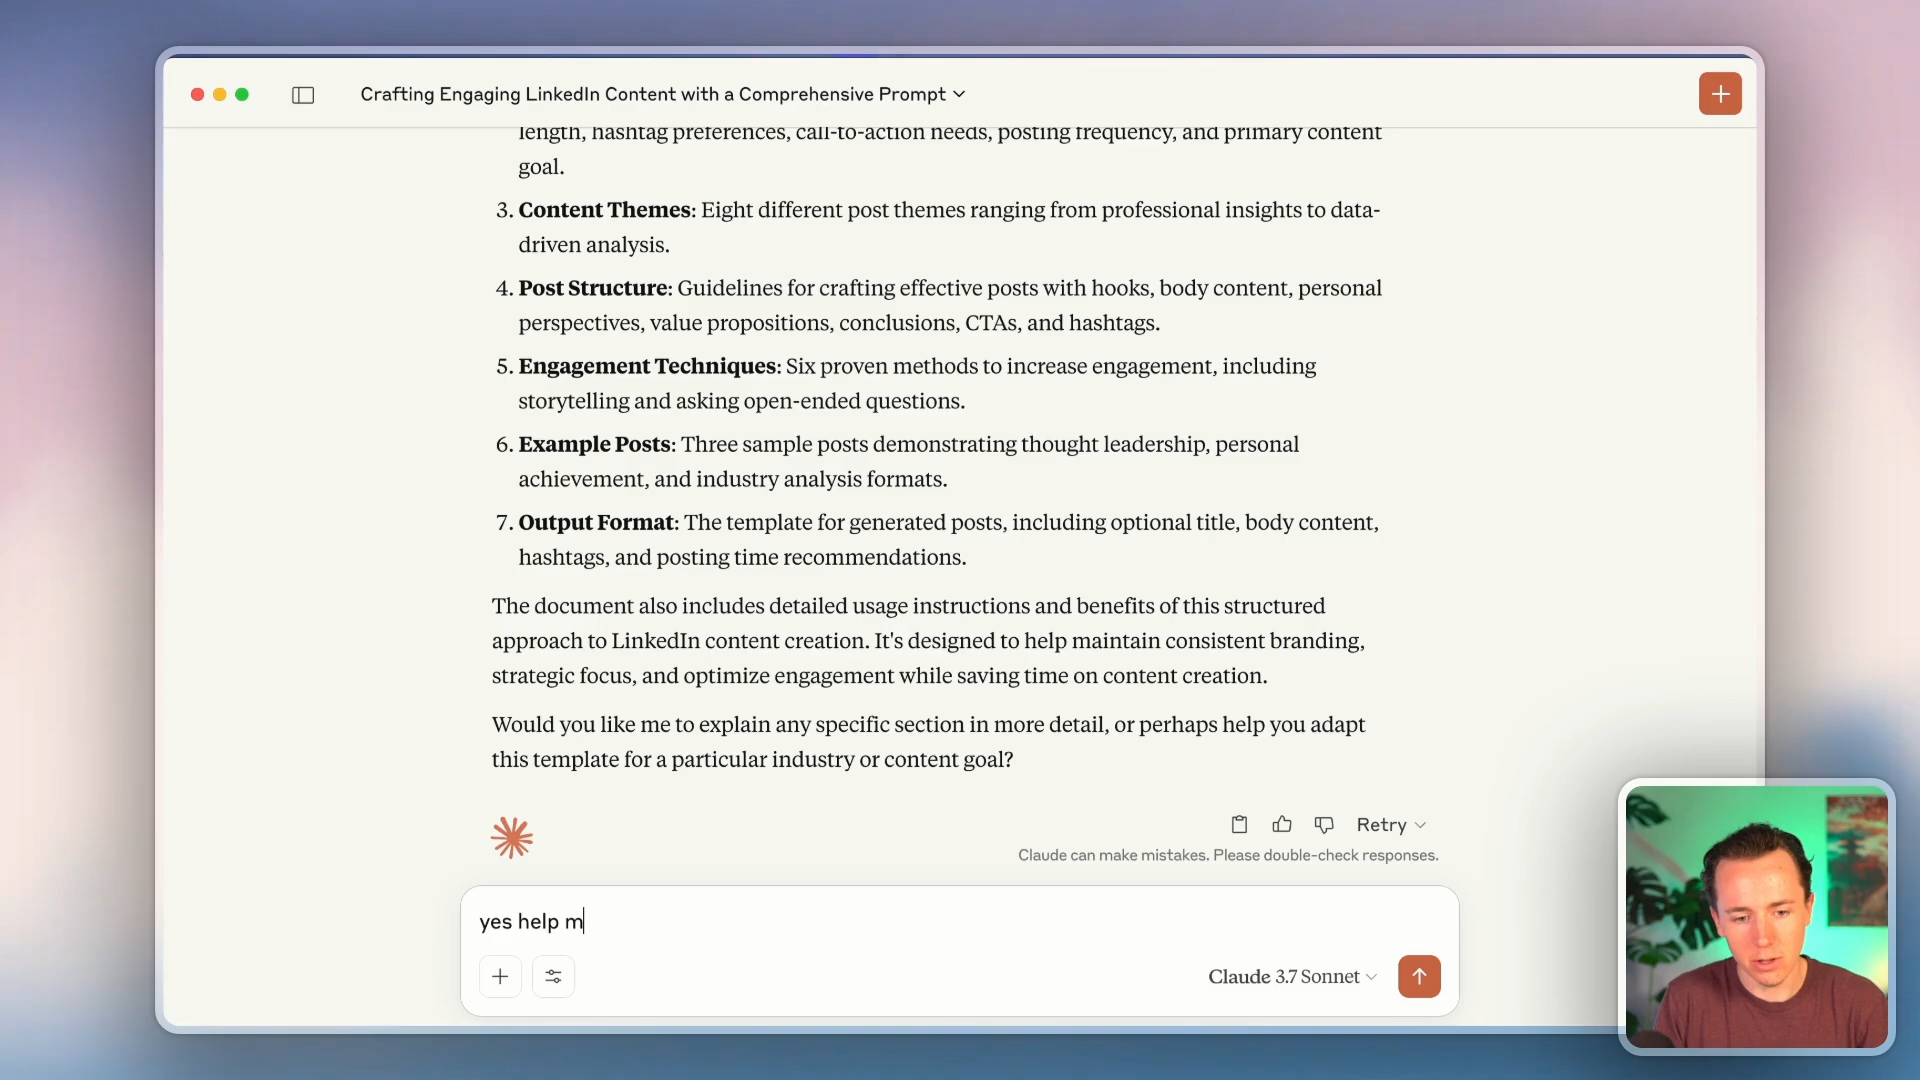 Crafting Engaging LinkedIn Content with a Comprehensive Prompt
length, hashtag preferences, call-to-action needs, posting frequency, and primary content
goal.
3. Content Themes: Eight different post themes ranging from professional insights to data-
driven analysis.
4. Post Structure: Guidelines for crafting effective posts with hooks, body content, personal
perspectives, value propositions, conclusions, CTAs, and hashtags.
5. Engagement Techniques: Six proven methods to increase engagement, including
storytelling and asking open-ended questions.
6. Example Posts: Three sample posts demonstrating thought leadership, personal
achievement, and industry analysis formats.
7. Output Format: The template for generated posts, including optional title, body content,
hashtags, and posting time recommendations.
The document also includes detailed usage instructions and benefits of this structured
approach to LinkedIn content creation. It's designed to help maintain consistent branding,
strategic focus, and optimize engagement while saving time on content creation.
Would you like me to explain any specific section in more detail, or perhaps help you adapt
this template for a particular industry or content goal?
Retry
Claude can make mistakes. Please double-check responses.
yes help m
Claude 3.7 Sonnet